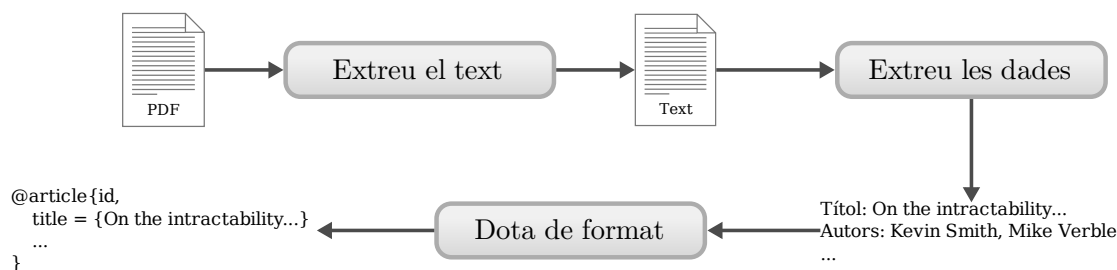 PDF
Extreu el text
Text
Extreu les dades
Títol: On the intractability...
Autors: Kevin Smith, Mike Verble
...
Dota de format
@article{id,
title = {On the intractability...}
...
}